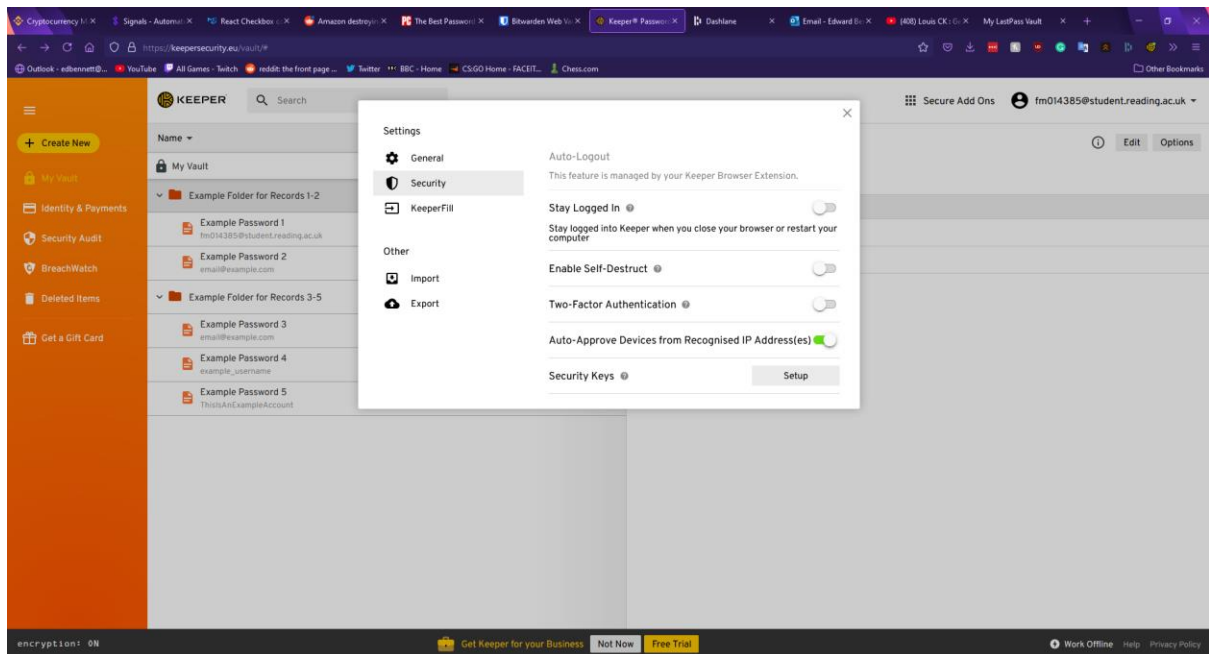 Cryptocurrency M
Signals - Automati
React Checkbox
Amazon destroyin
The Best Password
Bitwarden Web Va
Keeper® Password
Dashlane
Email - Edward Be
(408) Louis CK :
My LastPass Vault
https://keepersecurity.eu/vault/#
Outlook - edbennett@...
YouTube
All Games - Twitch
reddit: the front page ...
Twitter
BBC - Home
CS:GO Home - FACEIT...
Chess.com
Other Bookmarks
KEEPER
Search
Secure Add Ons
fm014385@student.reading.ac.uk
+ Create New
My Vault
Identity & Payments
Security Audit
BreachWatch
Deleted Items
Get a Gift Card
Name
My Vault
Example Folder for Records 1-2
Example Password 1
fm014385@student.reading.ac.uk
Example Password 2
email@example.com
Example Folder for Records 3-5
Example Password 3
email@example.com
Example Password 4
example_username
Example Password 5
ThisIsAnExampleAccount
Edit
Options
Settings
General
Security
KeeperFill
Other
Import
Export
Auto-Logout
This feature is managed by your Keeper Browser Extension.
Stay Logged In
Stay logged into Keeper when you close your browser or restart your
computer
Enable Self-Destruct
Two-Factor Authentication
Auto-Approve Devices from Recognised IP Address(es)
Security Keys
Setup
encryption: ON
Get Keeper for your Business
Not Now
Free Trial
Work Offline
Help
Privacy Policy